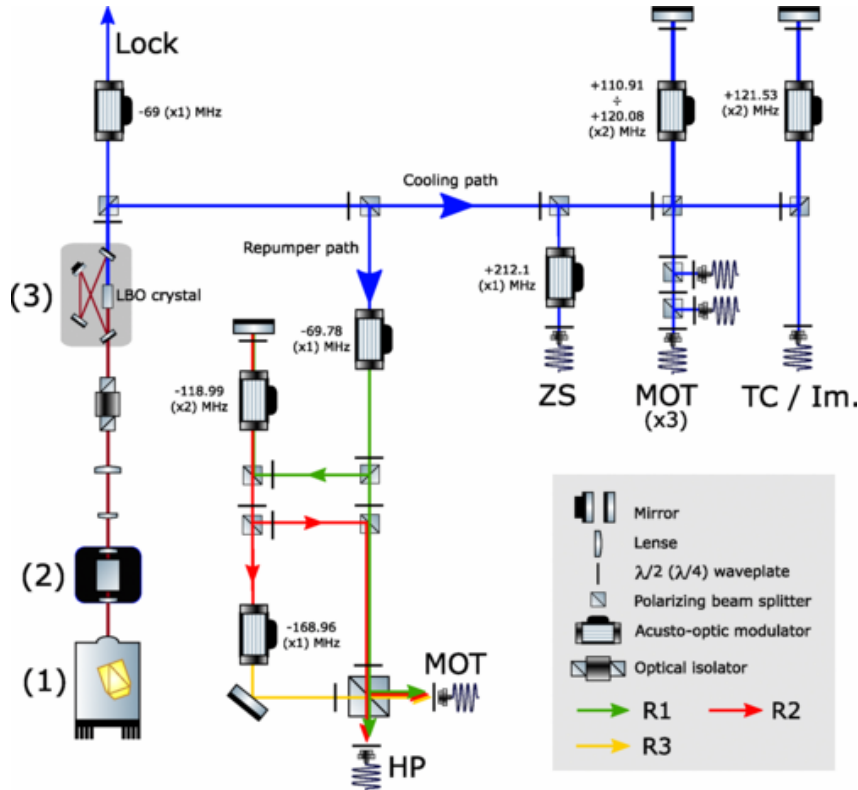 Lock
-69 (x1) MHz
+110.91
÷
+120.08
(x2) MHz
+121.53
(x2) MHz
Cooling path
Repumper path
(3)
LBO crystal
+212.1
(x1) MHz
-69.78
(x1) MHz
-118.99
(x2) MHz
ZS
MOT
(x3)
TC / Im.
(2)
-168.96
(x1) MHz
(1)
MOT
HP
Mirror
Lense
λ/2 (λ/4) waveplate
Polarizing beam splitter
Acusto-optic modulator
Optical isolator
R1
R2
R3